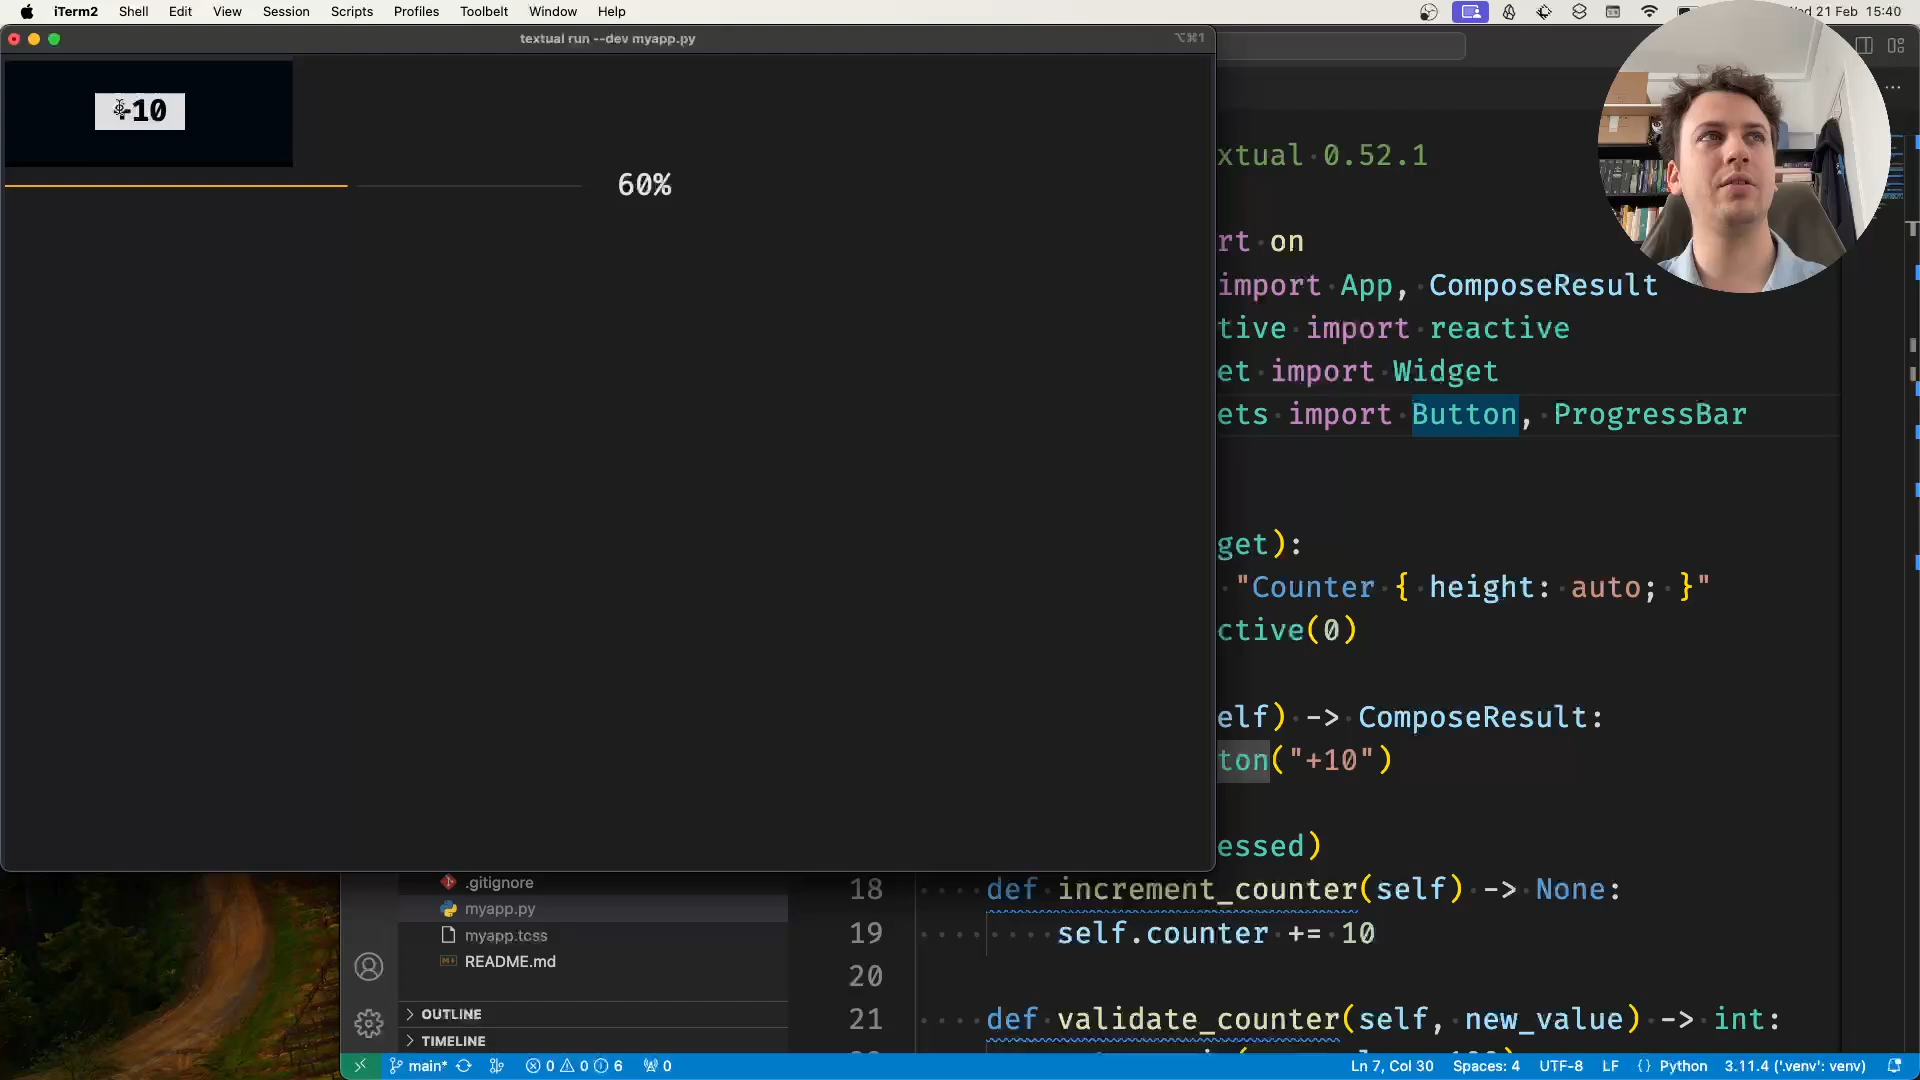 iTerm2 Shell Edit View Session Scripts Profiles Toolbelt Window Help
21 Feb 15:40
textual run --dev myapp.py
⌥⌘1
+10
60%
xtual 0.52.1
rt on
import App, ComposeResult
tive import reactive
et import Widget
ets import Button, ProgressBar
get):
"Counter { height: auto; }"
ctive(0)
elf) -> ComposeResult:
ton("+10")
essed)
18 def increment_counter(self) -> None:
19 self.counter += 10
20
21 def validate_counter(self, new_value) -> int:
.gitignore
myapp.py
myapp.tcss
README.md
OUTLINE
TIMELINE
main* 0 0 6 0
Ln 7, Col 30 Spaces: 4 UTF-8 LF {} Python 3.11.4 ('.venv': venv)